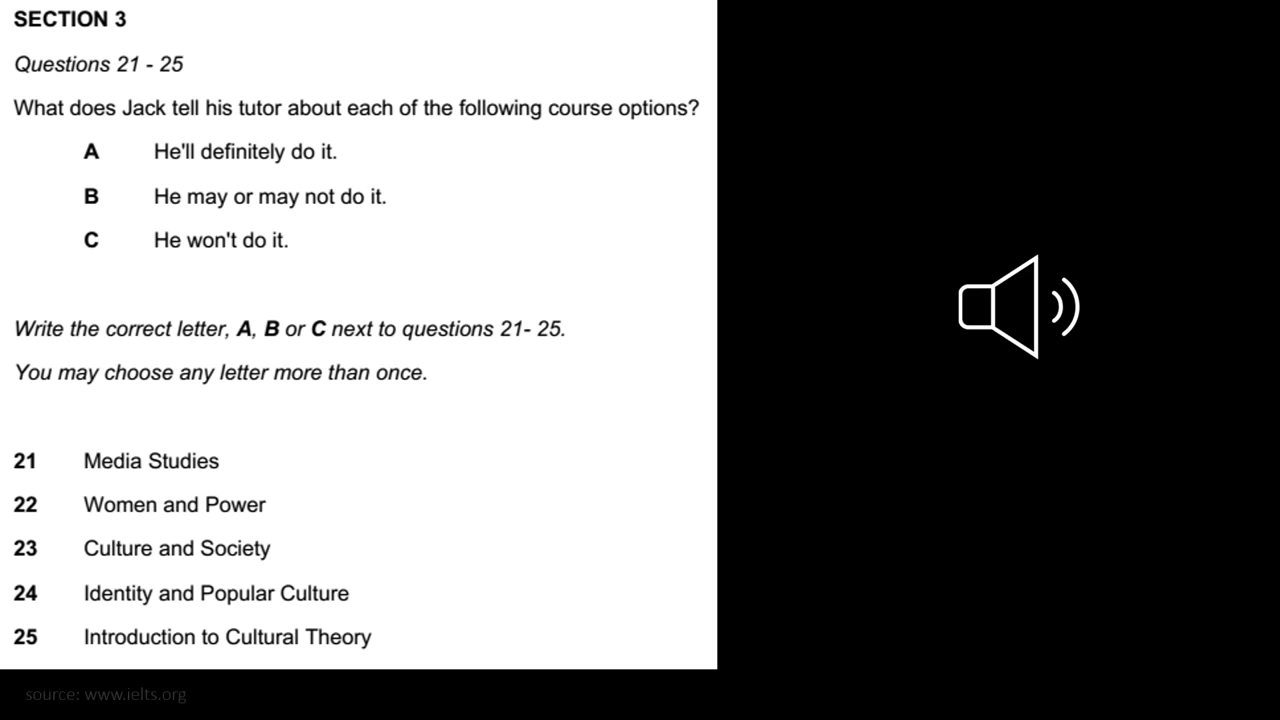 SECTION 3
Questions 21 - 25
What does Jack tell his tutor about each of the following course options?
A He'll definitely do it.
B He may or may not do it.
C He won't do it.
Write the correct letter, A, B or C next to questions 21- 25.
You may choose any letter more than once.
21 Media Studies
22 Women and Power
23 Culture and Society
24 Identity and Popular Culture
25 Introduction to Cultural Theory
source: www.ielts.org